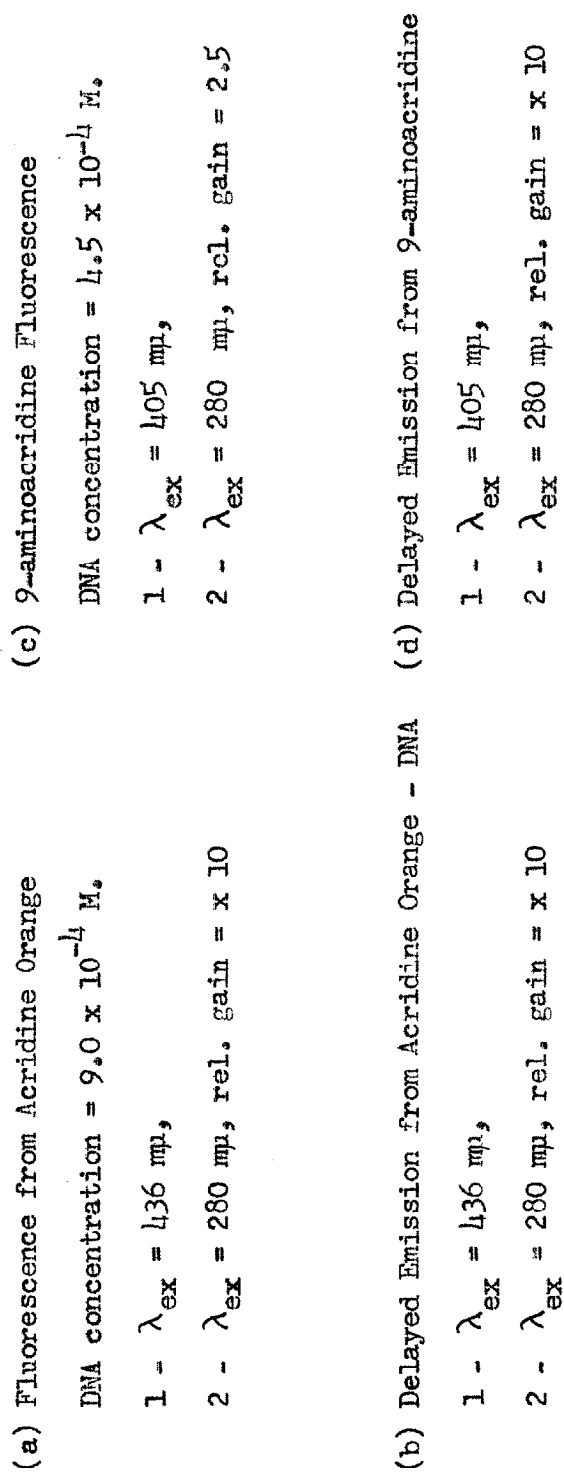 (a) Fluorescence from Acridine Orange
DNA concentration = 9.0 x 10⁻⁴ M.
1 - λex = 436 mµ,
2 - λex = 280 mµ, rel. gain = x 10
(b) Delayed Emission from Acridine Orange - DNA
1 - λex = 436 mµ,
2 - λex = 280 mµ, rel. gain = x 10
(c) 9-aminoacridine Fluorescence
DNA concentration = 4.5 x 10⁻⁴ M.
1 - λex = 405 mµ,
2 - λex = 280 mµ, rel. gain = 2.5
(d) Delayed Emission from 9-aminoacridine
1 - λex = 405 mµ,
2 - λex = 280 mµ, rel. gain = x 10